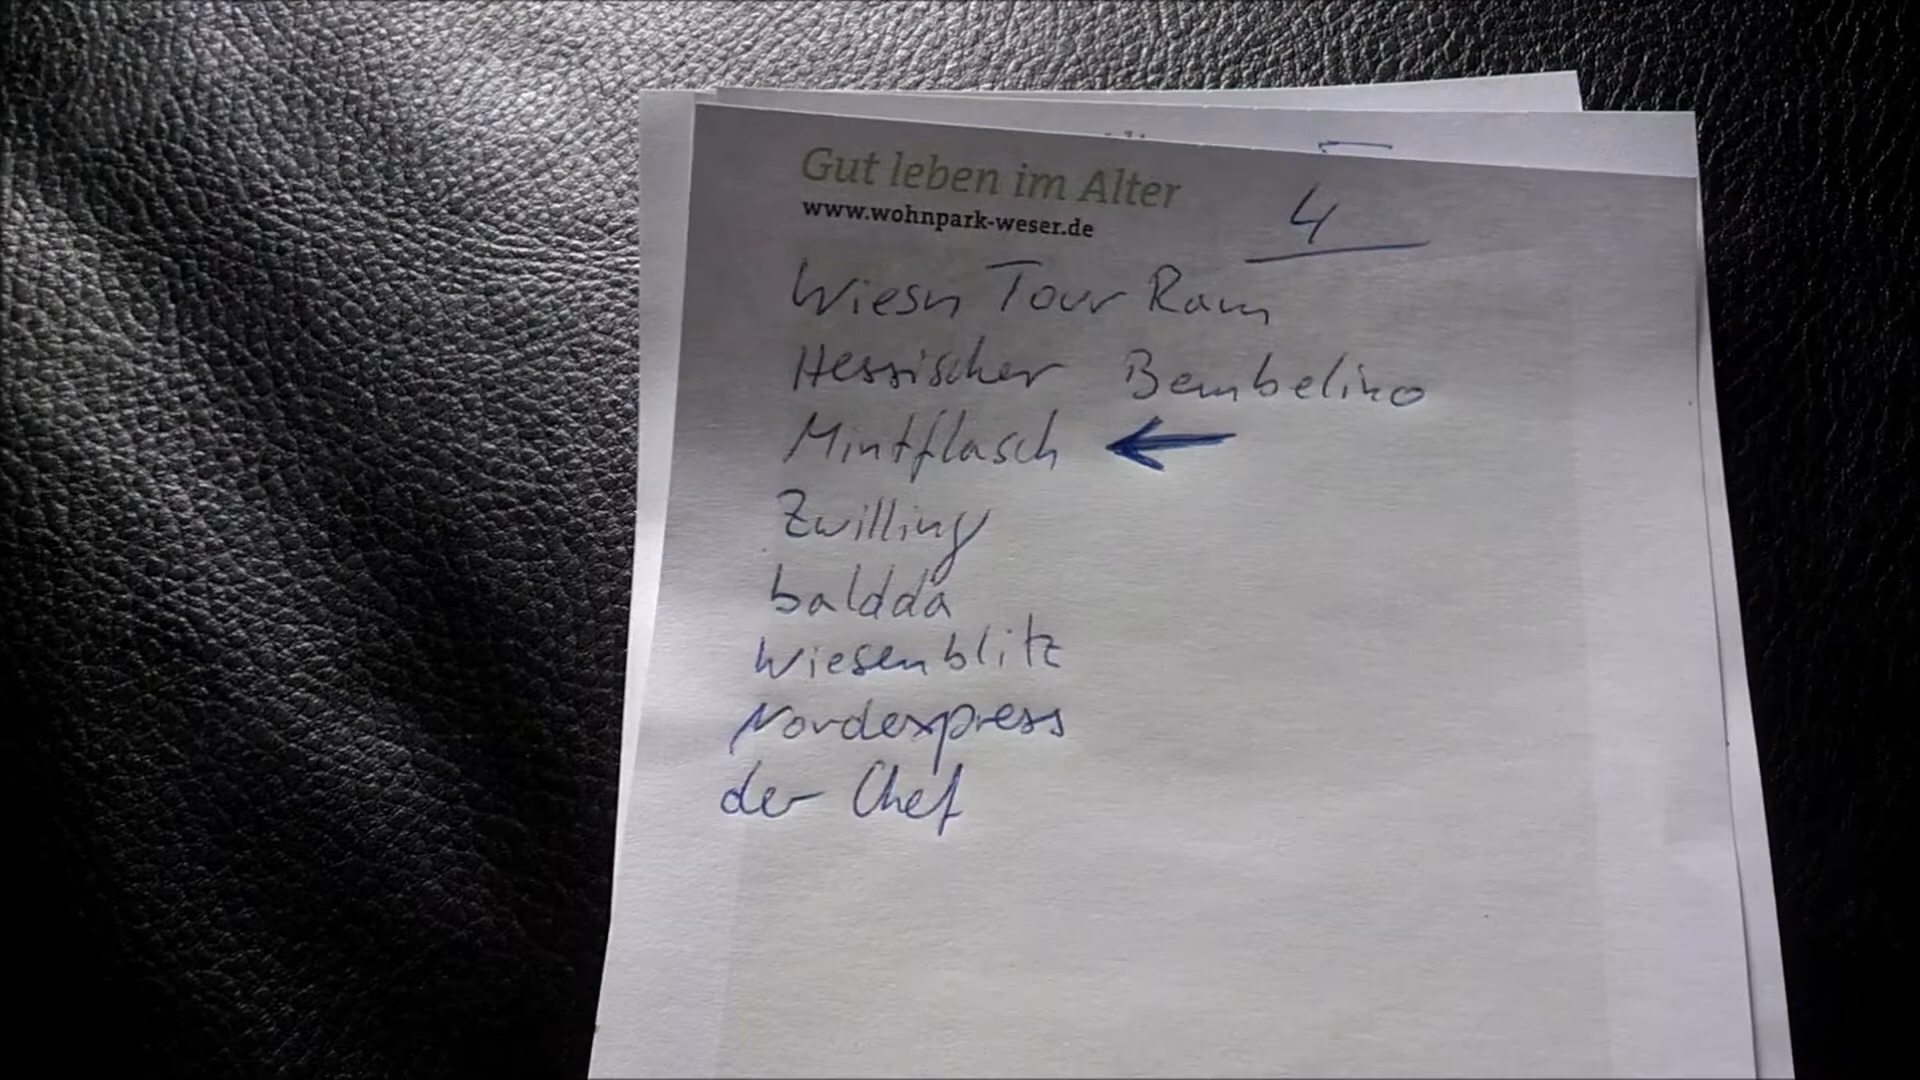 Gut leben im Alter
www.wohnpark-weser.de
4
Wiesn Tour Ram
Hessischer Bembelino
Mintflasch
Zwilling
baldda
Wiesenblitz
Nordexpress
der Chef